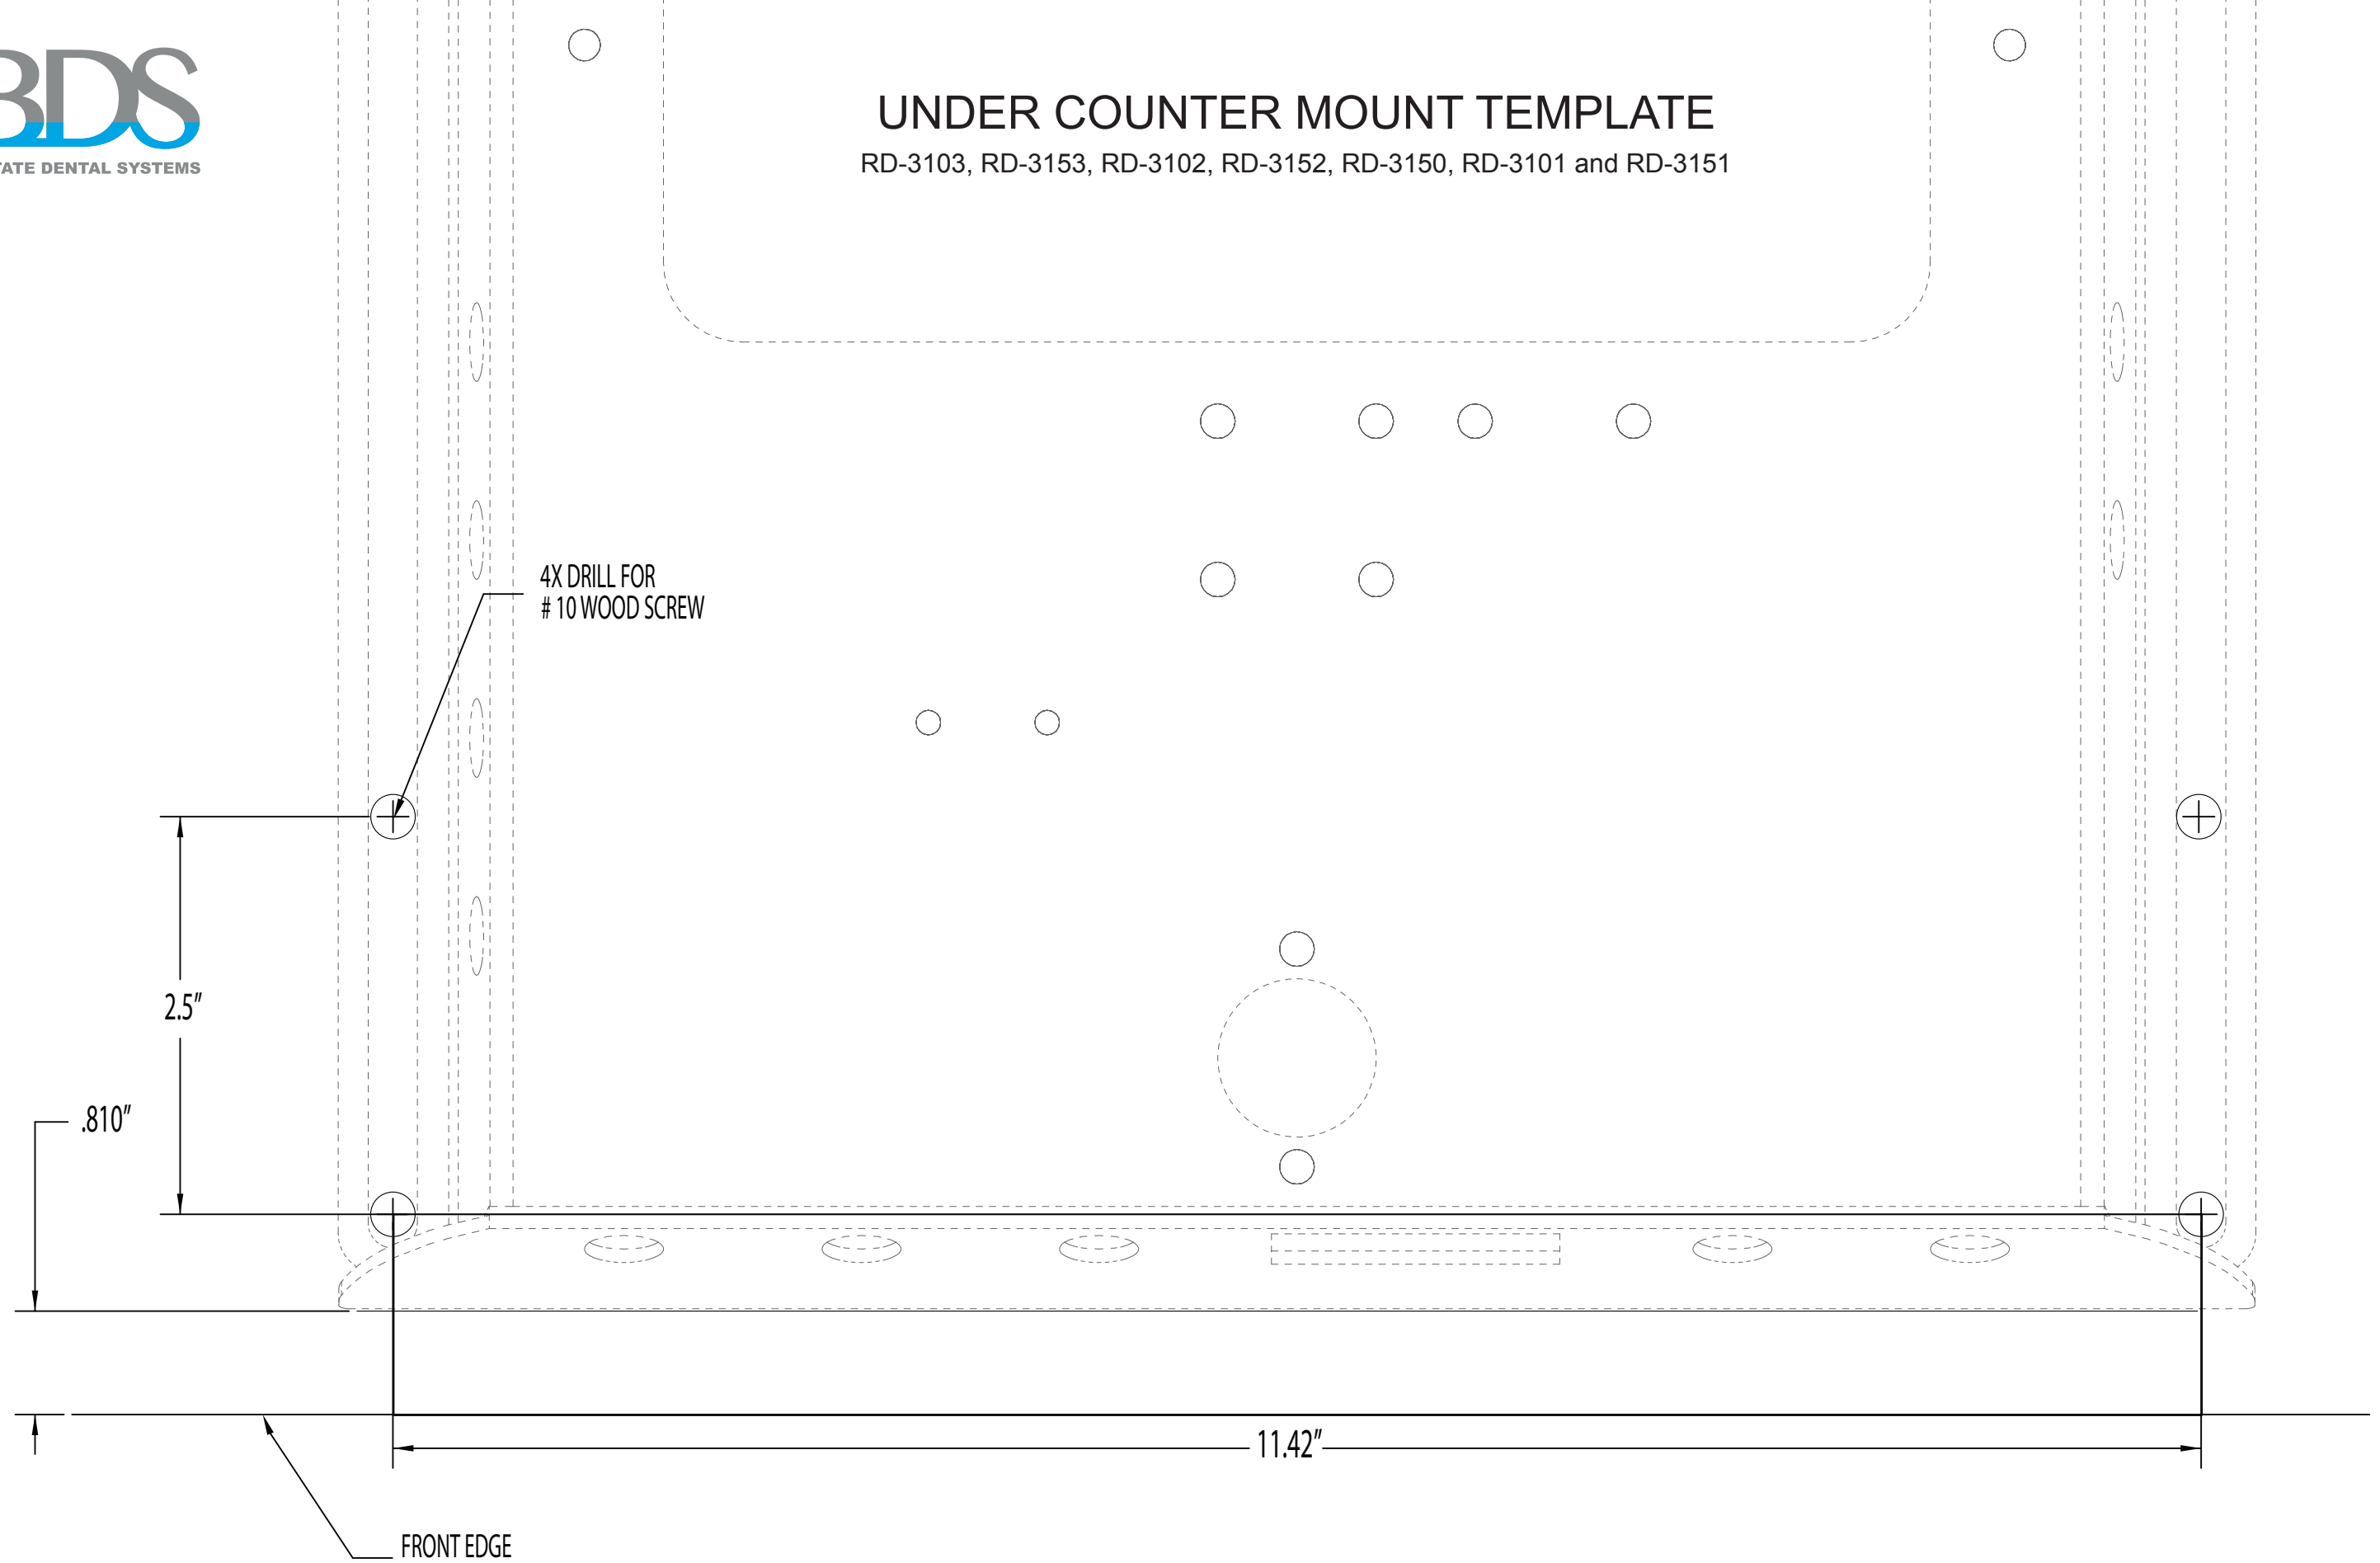 BDS
TATE DENTAL SYSTEMS
UNDER COUNTER MOUNT TEMPLATE
RD-3103, RD-3153, RD-3102, RD-3152, RD-3150, RD-3101 and RD-3151
4X DRILL FOR
# 10 WOOD SCREW
2.5"
.810"
11.42"
FRONT EDGE